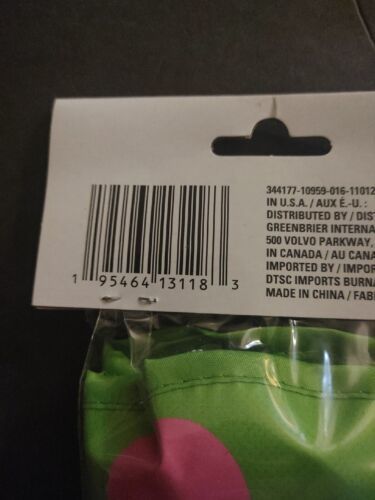 344177-10959-016-11012
IN U.S.A. / AUX É.-U. :
DISTRIBUTED BY / DIST
GREENBRIER INTERNA
500 VOLVO PARKWAY,
IN CANADA / AU CANA
IMPORTED BY / IMPOR
DTSC IMPORTS BURNA
MADE IN CHINA / FABR
1 95464 13118 3